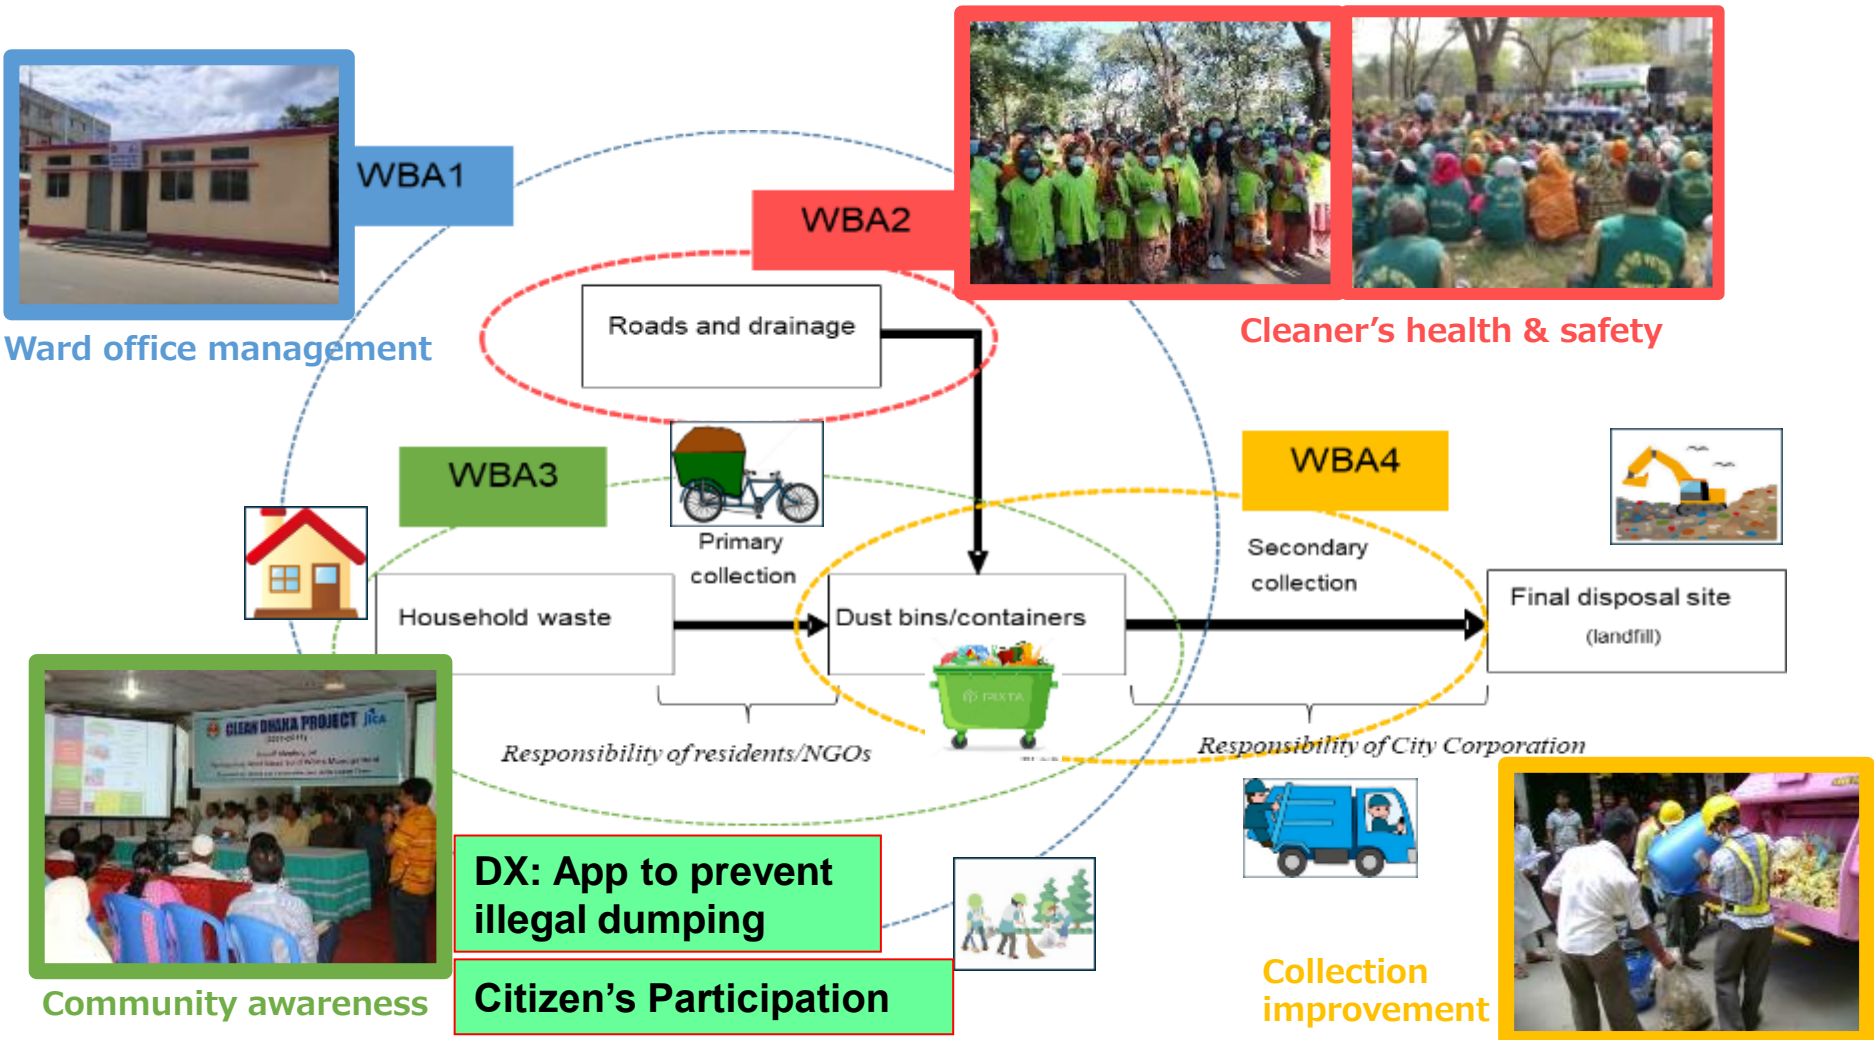 WBA1
WBA2
Ward office management
Roads and drainage
Cleaner's health & safety
WBA3
WBA4
Primary
collection
Secondary
collection
Household waste
Dust bins/containers
Final disposal site
(landfill)
Responsibility of residents/NGOs
Responsibility of City Corporation
CLEAN DHAKA PROJECT jICA
DX: App to prevent
illegal dumping
Citizen's Participation
Community awareness
Collection
improvement